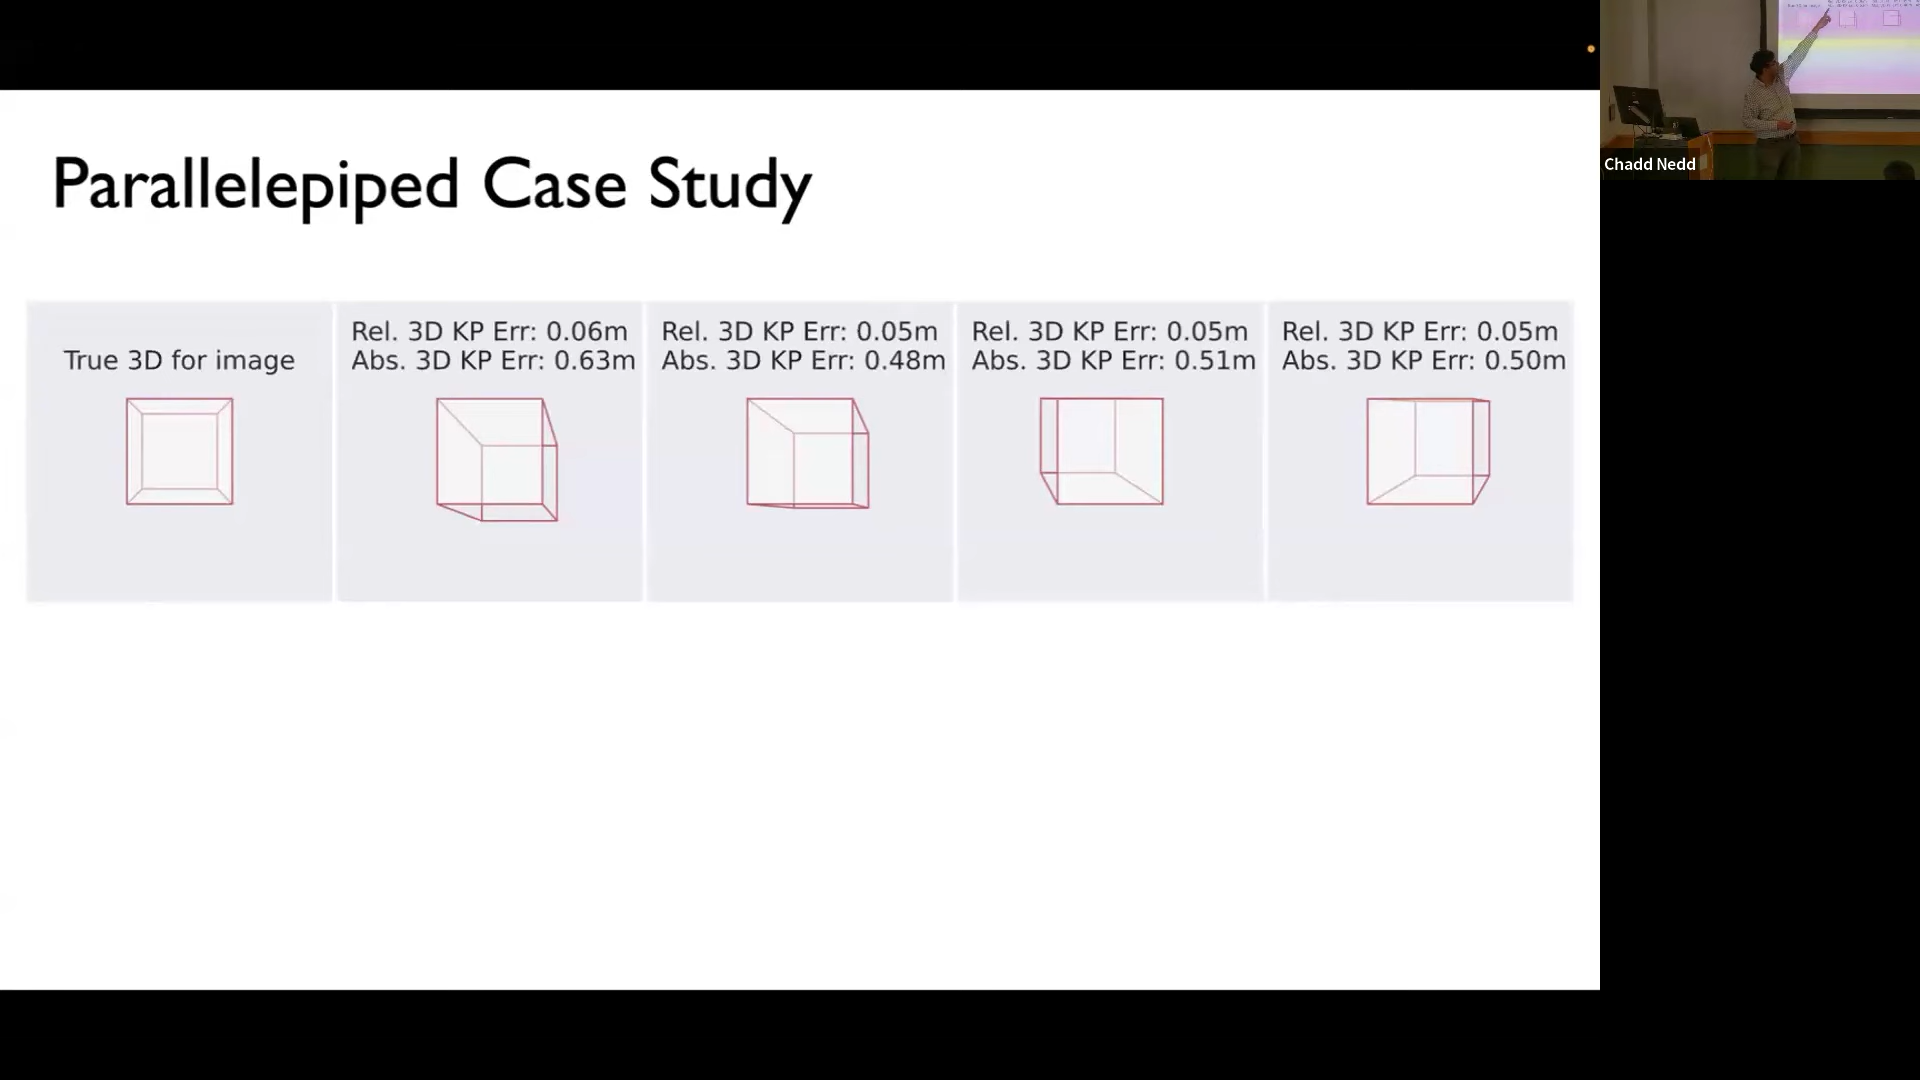 Parallelepiped Case Study
True 3D for image
Rel. 3D KP Err: 0.06m
Abs. 3D KP Err: 0.63m
Rel. 3D KP Err: 0.05m
Abs. 3D KP Err: 0.48m
Rel. 3D KP Err: 0.05m
Abs. 3D KP Err: 0.51m
Rel. 3D KP Err: 0.05m
Abs. 3D KP Err: 0.50m
Chadd Nedd